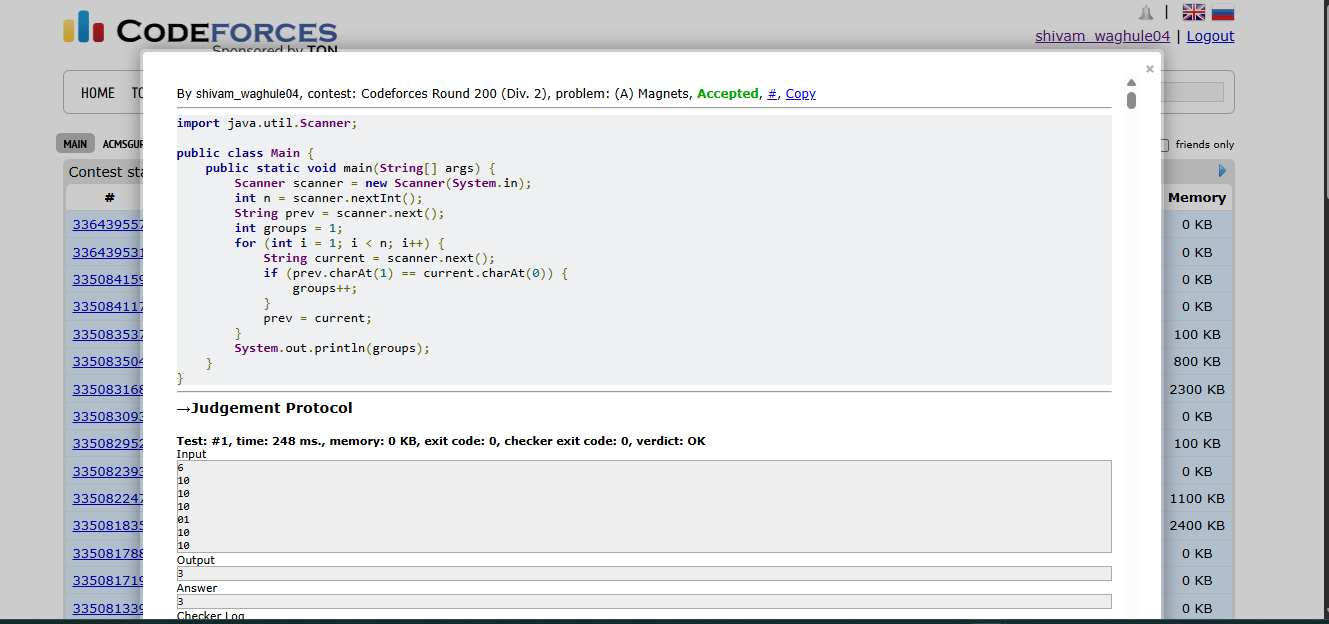 CODEFORCES
Sponsored by TON
|
shivam_waghule04 | Logout
HOME
MAIN ACMSGUR
friends only
Contest sta
# Memory
336439557 0 KB
336439531 0 KB
335084159 0 KB
335084117 0 KB
335083537 100 KB
335083504 800 KB
335083168 2300 KB
335083093 0 KB
335082952 100 KB
335082393 0 KB
335082247 1100 KB
335081835 2400 KB
335081788 0 KB
335081719 0 KB
335081339 0 KB
×
By shivam_waghule04, contest: Codeforces Round 200 (Div. 2), problem: (A) Magnets, Accepted, #, Copy
import java.util.Scanner;
public class Main {
    public static void main(String[] args) {
        Scanner scanner = new Scanner(System.in);
        int n = scanner.nextInt();
        String prev = scanner.next();
        int groups = 1;
        for (int i = 1; i < n; i++) {
            String current = scanner.next();
            if (prev.charAt(1) == current.charAt(0)) {
                groups++;
            }
            prev = current;
        }
        System.out.println(groups);
    }
}
→Judgement Protocol
Test: #1, time: 248 ms., memory: 0 KB, exit code: 0, checker exit code: 0, verdict: OK
Input
6
10
10
10
01
10
10
Output
3
Answer
3
Checker Log